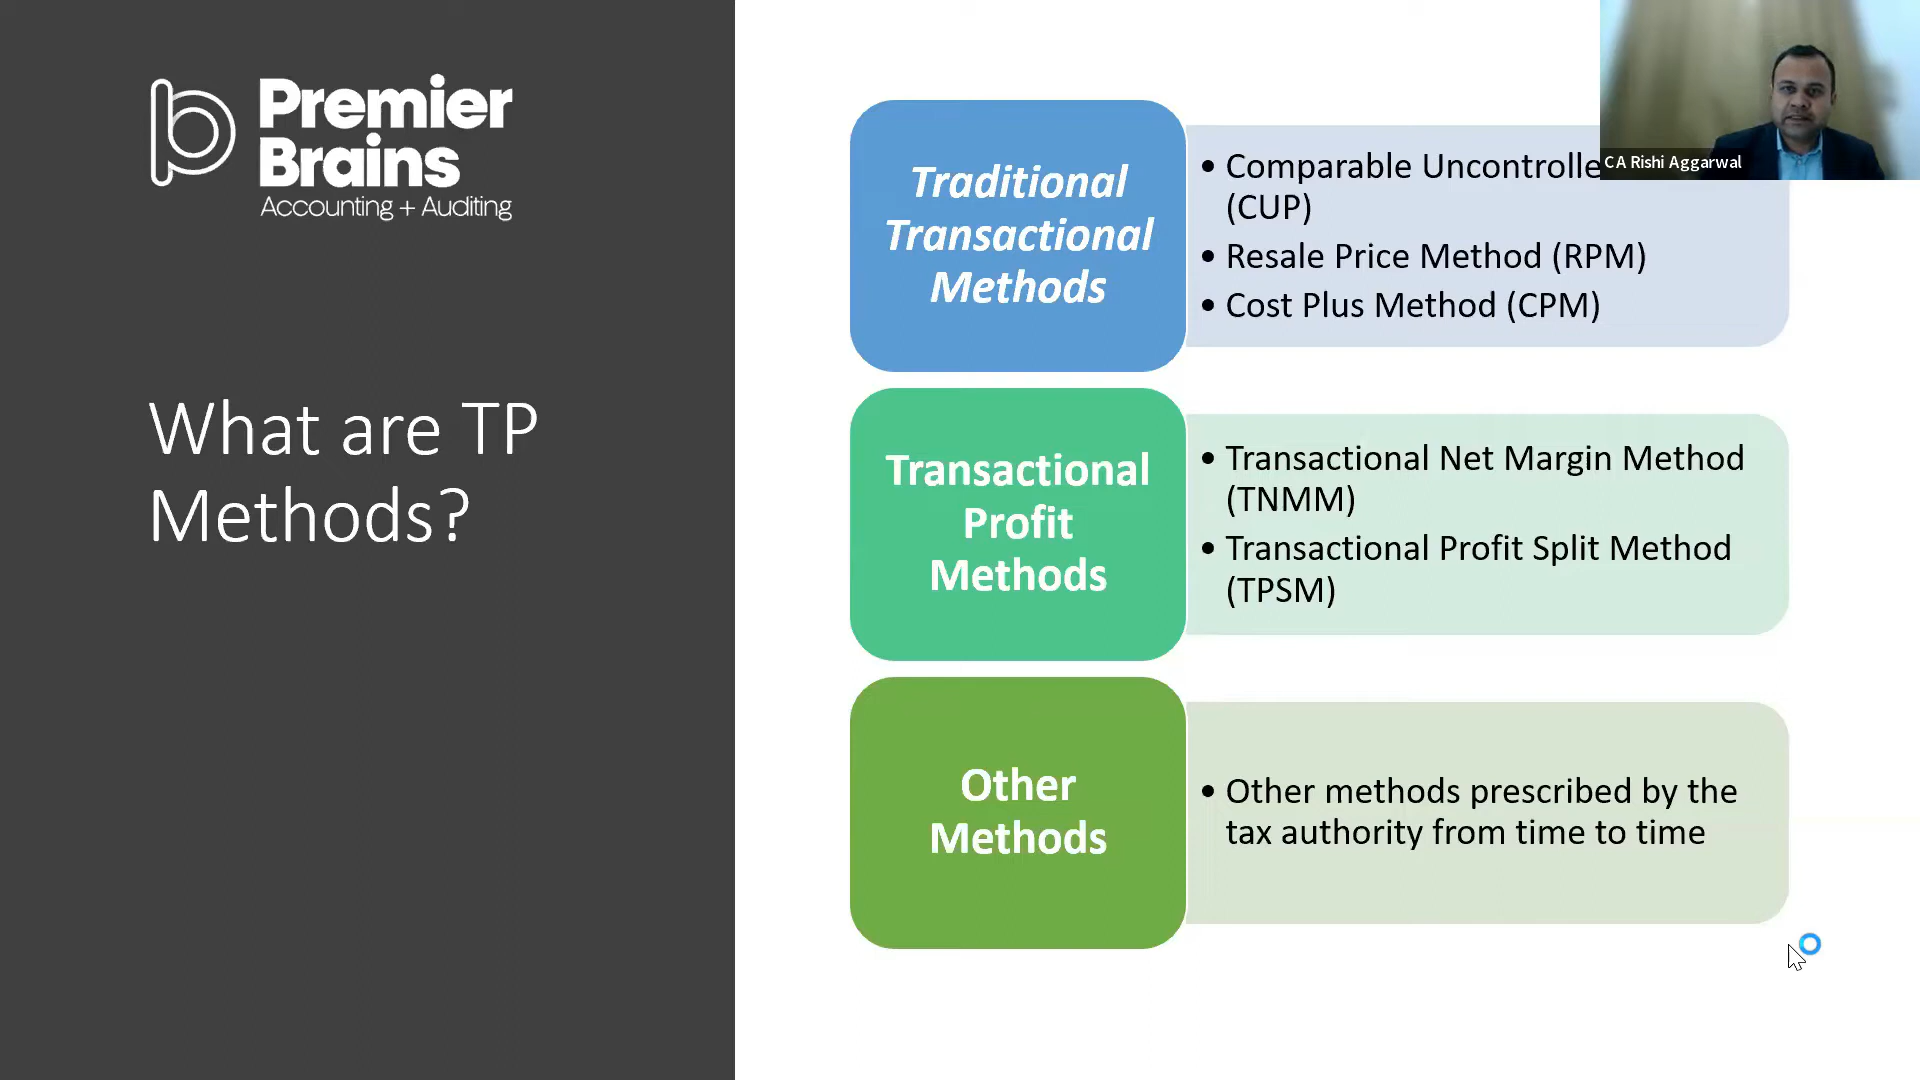 Premier
Brains
Accounting + Auditing
What are TP
Methods?
Traditional
Transactional
Methods
• Comparable
(CUP)
• Resale Price Method (RPM)
• Cost Plus Method (CPM)
CA Rishi Aggarwal
Transactional
Profit
Methods
• Transactional Net Margin Method
(TNMM)
• Transactional Profit Split Method
(TPSM)
Other
Methods
• Other methods prescribed by the
tax authority from time to time